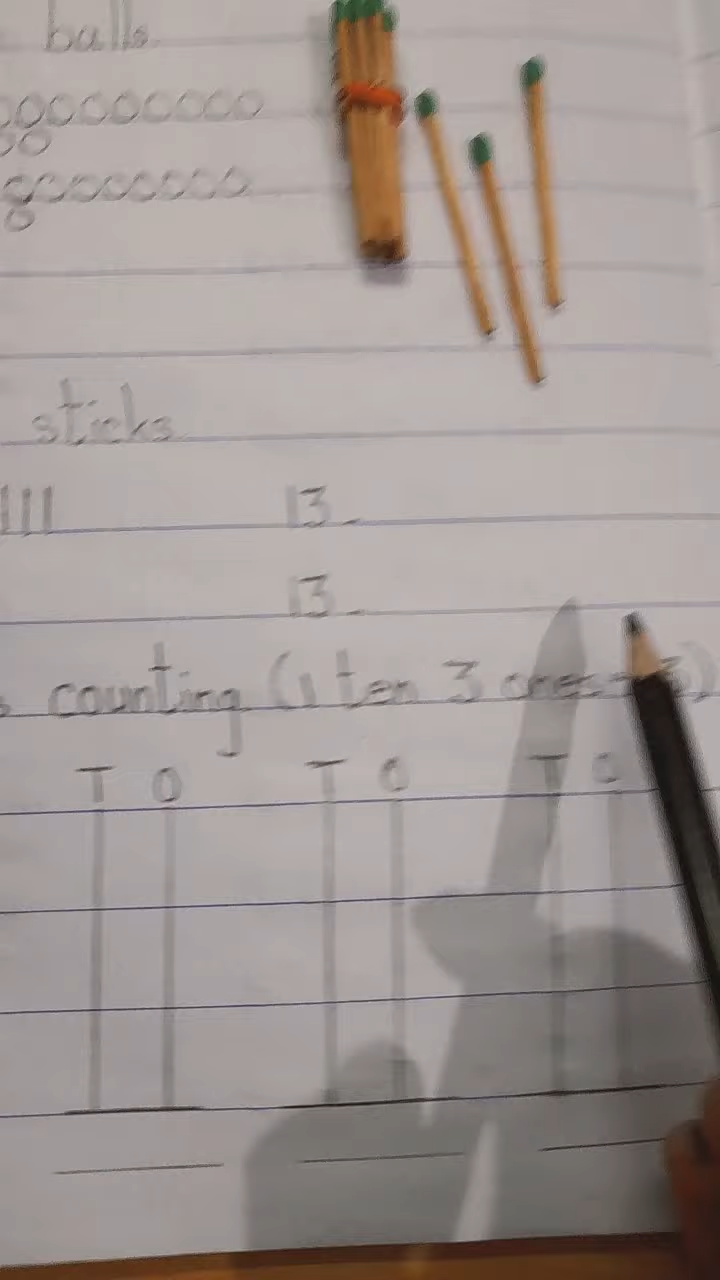 balls
sticks
13
13
counting (1 ten 3 ones
T O T O T O